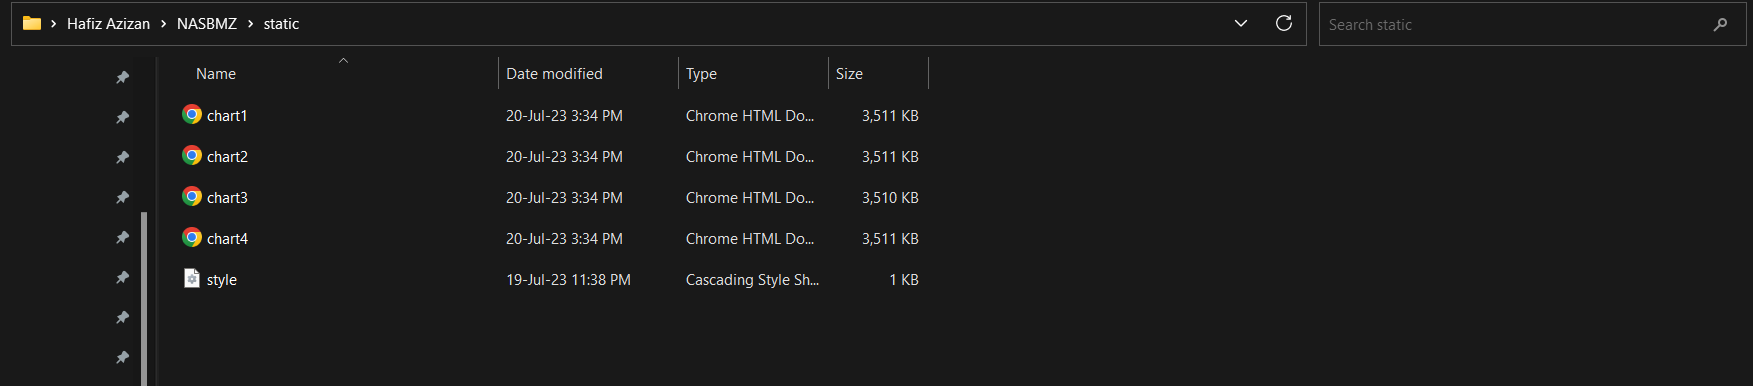 Hafiz Azizan > NASBMZ > static Search static
Name Date modified Type Size
chart1 20-Jul-23 3:34 PM Chrome HTML Do... 3,511 KB
chart2 20-Jul-23 3:34 PM Chrome HTML Do... 3,511 KB
chart3 20-Jul-23 3:34 PM Chrome HTML Do... 3,510 KB
chart4 20-Jul-23 3:34 PM Chrome HTML Do... 3,511 KB
style 19-Jul-23 11:38 PM Cascading Style Sh... 1 KB